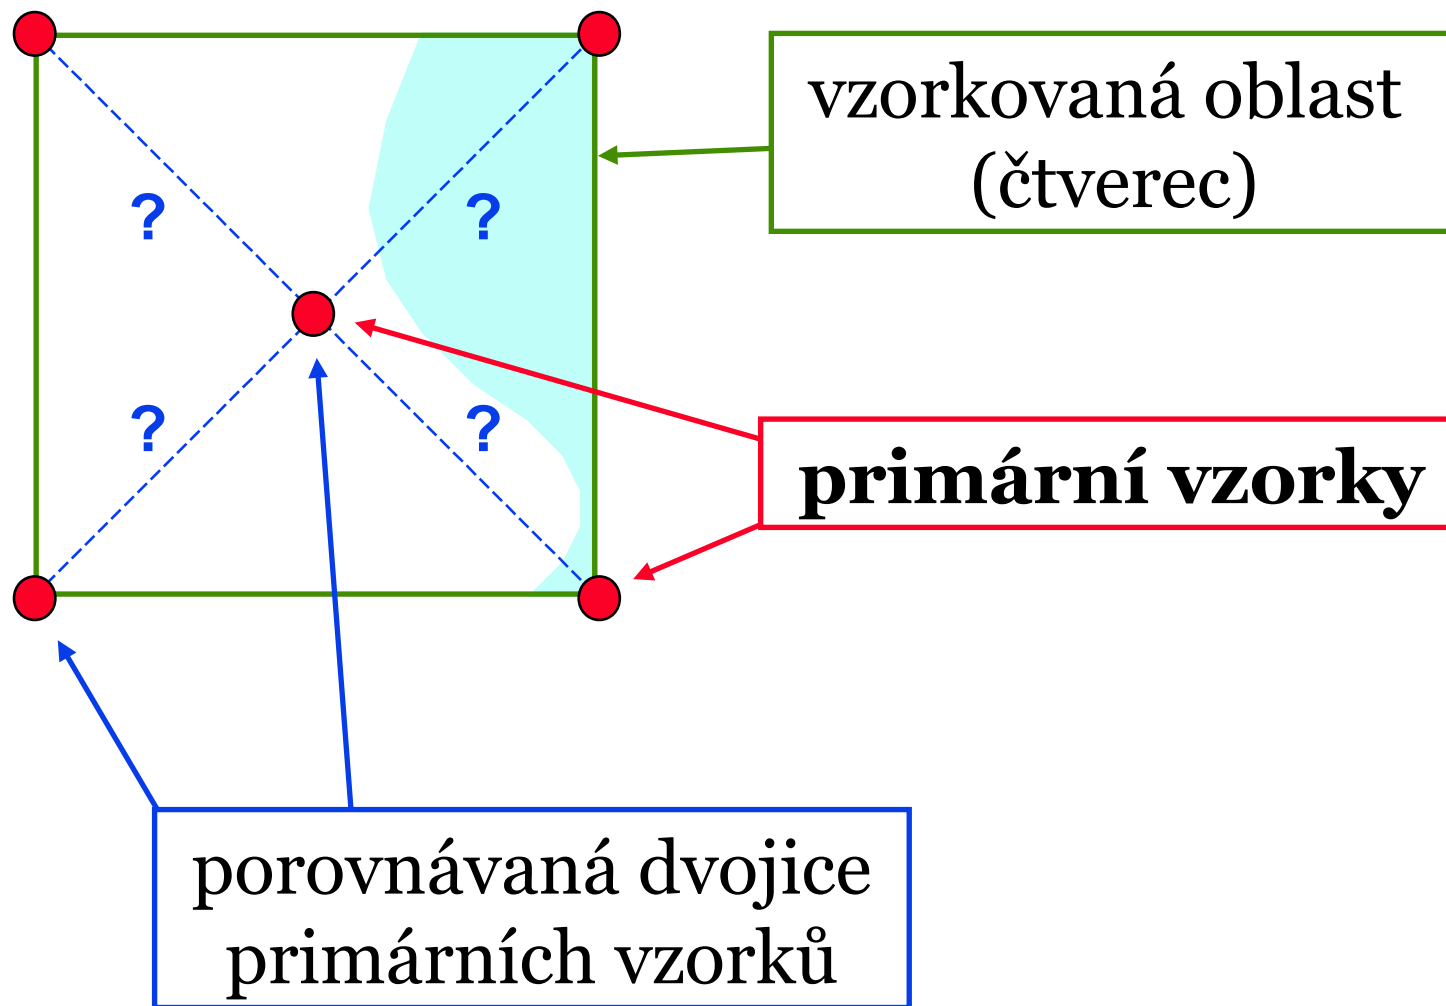 vzorkovaná oblast
(čtverec)
?
?
?
?
primární vzorky
porovnávaná dvojice
primárních vzorků